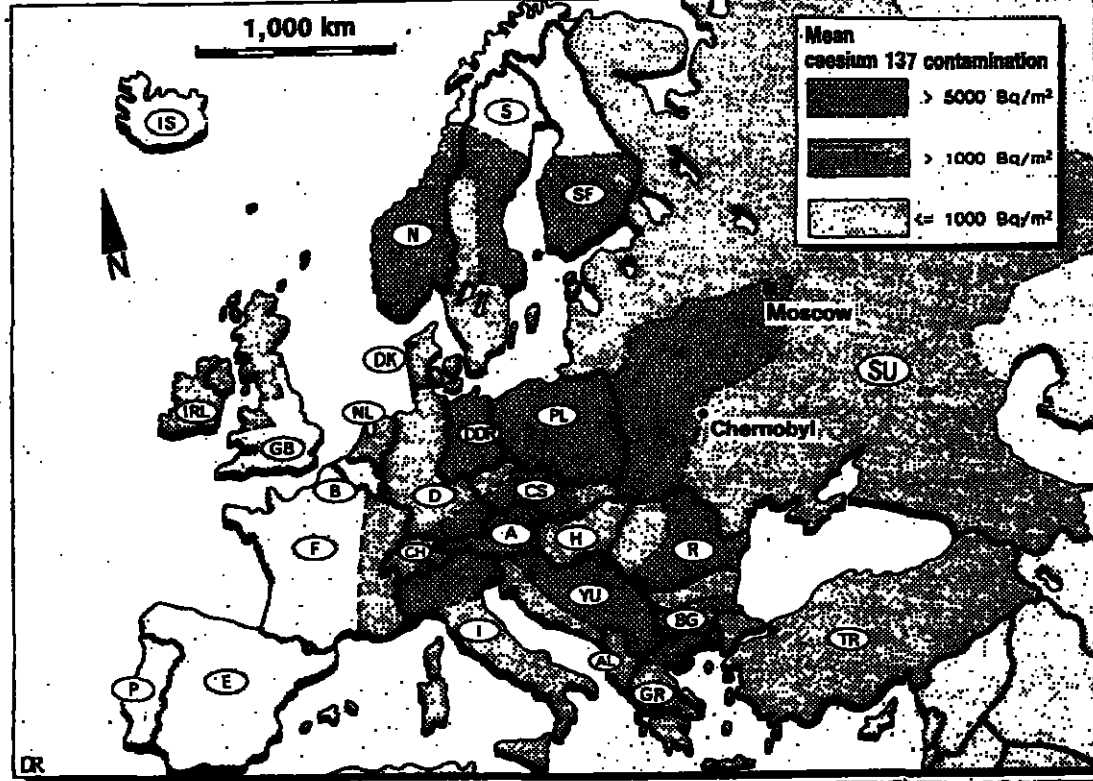 1,000 km
Mean
caesium 137 contamination
> 5000 Bq/m²
> 1000 Bq/m²
<= 1000 Bq/m²
IS
S
SF
N
N
Moscow
DK
SU
IRL
NL
PL
DDR
Chernobyl
GB
B
D
CS
F
A
H
CH
R
YU
I
BG
TR
AL
P
E
GR
DR